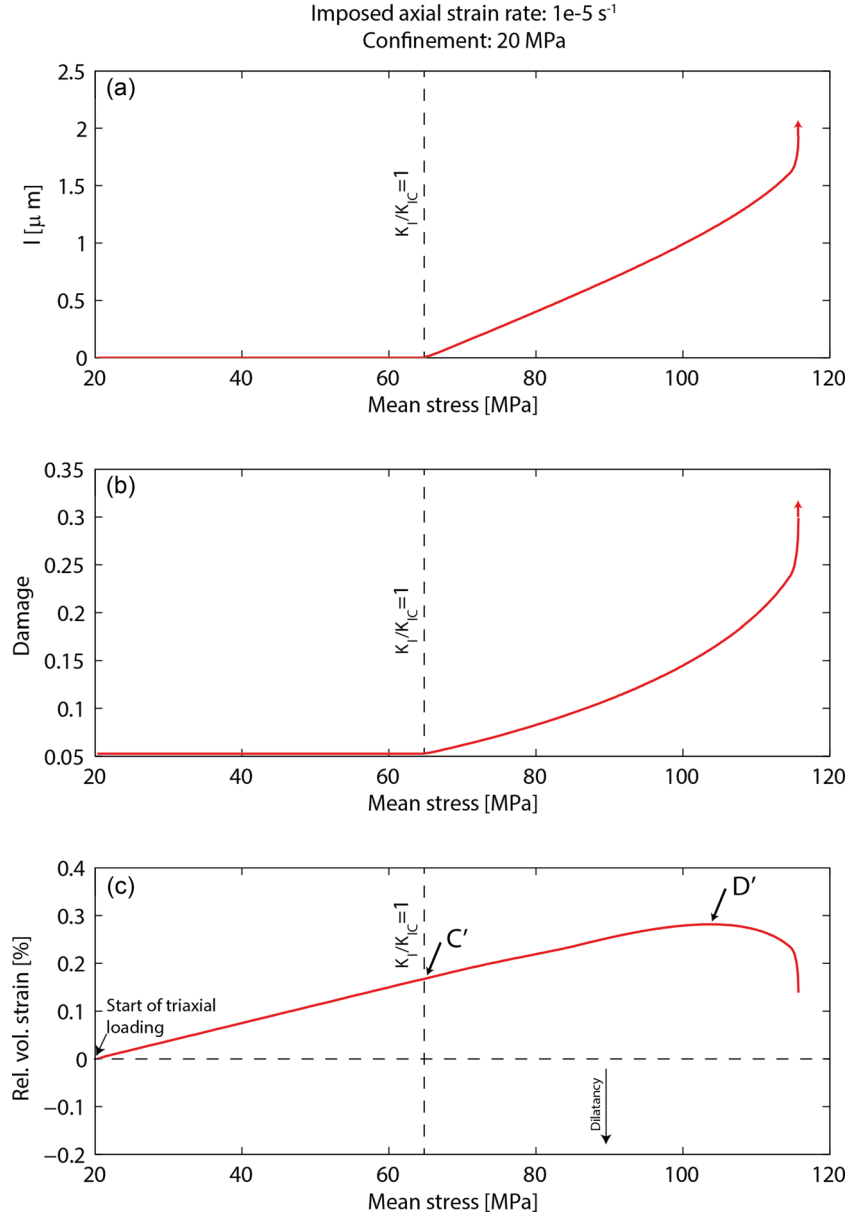 Imposed axial strain rate: 1e-5 s⁻¹
Confinement: 20 MPa
(a)
2.5
2
1.5
1
0.5
0
l [μ m]
K_I/K_IC=1
20 40 60 80 100 120
Mean stress [MPa]
(b)
0.35
0.3
0.25
0.2
0.15
0.1
0.05
Damage
K_I/K_IC=1
20 40 60 80 100 120
Mean stress [MPa]
(c)
0.4
0.3
0.2
0.1
0
−0.1
−0.2
Rel. vol. strain [%]
K_I/K_IC=1
C′
D′
Start of triaxial
loading
Dilatancy
20 40 60 80 100 120
Mean stress [MPa]